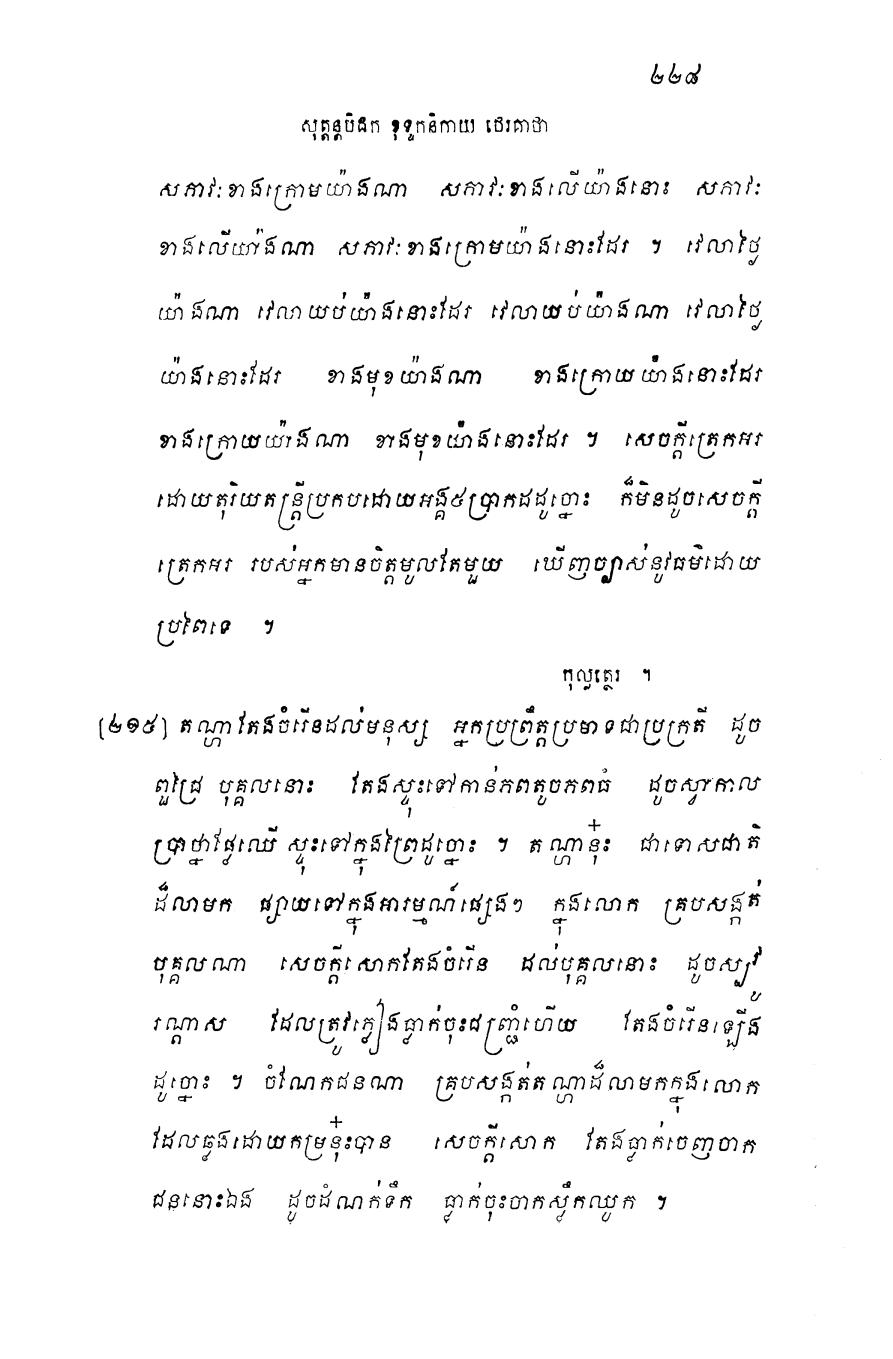 ២២៨
សុត្តន្តបិដក ខុទ្ទកនិកាយ ថេរគាថា
សភាវៈខាងក្រោមយ៉ាងណា សភាវៈខាងលើយ៉ាងនោះ សភាវៈ
ខាងលើយ៉ាងណា សភាវៈខាងក្រោមយ៉ាងនោះដែរ ។ វេលាថ្ងៃ
យ៉ាងណា វេលាយប់យ៉ាងនោះដែរ វេលាយប់យ៉ាងណា វេលាថ្ងៃ
យ៉ាងនោះដែរ ខាងមុខយ៉ាងណា ខាងក្រោយយ៉ាងនោះដែរ
ខាងក្រោយយ៉ាងណា ខាងមុខយ៉ាងនោះដែរ ។ សេចក្តីត្រេកអរ
ដោយតុរិយតន្ត្រីប្រកបដោយអង្គ៥ប្រាកដដូច្នោះ ក៏មិនដូចសេចក្តី
ត្រេកអរ របស់អ្នកមានចិត្តមូលតែមួយ ឃើញច្បាស់នូវធម៌ដោយ
ប្រពៃទេ ។
កុល្លត្ថេរ ។
[២១៥] តណ្ហាតែងចំរើនដល់មនុស្ស អ្នកប្រព្រឹត្តប្រមាទជាប្រក្រតី ដូច
ពួជ្រៃ បុគ្គលនោះ តែងស្ទុះទៅកាន់ភពតូចភពធំ ដូចស្វាកាល
ប្រាថ្នាផ្លែឈើ ស្ទុះទៅក្នុងព្រៃដូច្នោះ ។ តណ្ហានុ៎ះ ជាទោសជាតិ
ដ៏លាមក ផ្សាយទៅក្នុងអារម្មណ៍ផ្សេងៗ ក្នុងលោក គ្របសង្កត់
បុគ្គលណា សេចក្តីសោកតែងចំរើន ដល់បុគ្គលនោះ ដូចស្បូវ
រណ្តាស ដែលត្រូវភ្លៀងធ្លាក់ចុះជញ្ជ្រំហើយ តែងចំរើនឡើង
ដូច្នោះ ។ ចំណែកជនណា គ្របសង្កត់តណ្ហាដ៏លាមកក្នុងលោក
ដែលឆ្លងដោយកម្រនុ៎ះបាន សេចក្តីសោក តែងធ្លាក់ចេញចាក
ជននោះឯង ដូចដំណក់ទឹក ធ្លាក់ចុះចាកស្លឹកឈូក ។